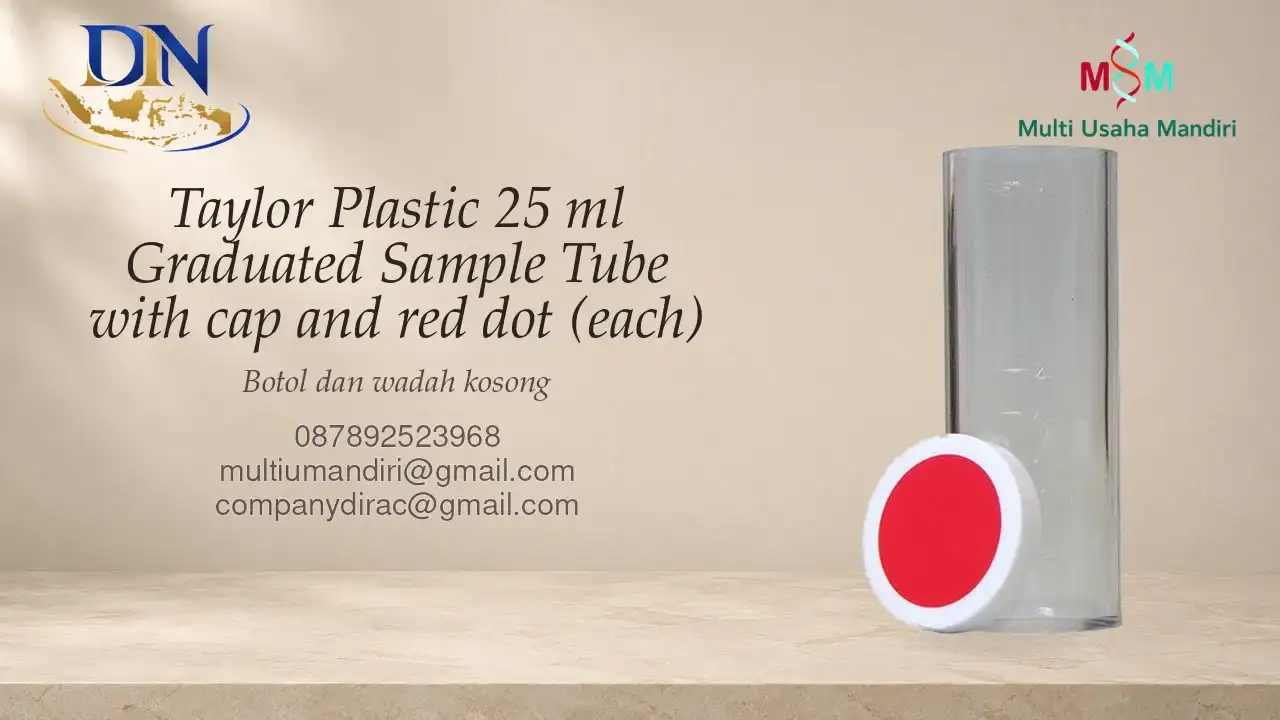 DN
MSM
Multi Usaha Mandiri
Taylor Plastic 25 ml
Graduated Sample Tube
with cap and red dot (each)
Botol dan wadah kosong
087892523968
multiumandiri@gmail.com
companydirac@gmail.com